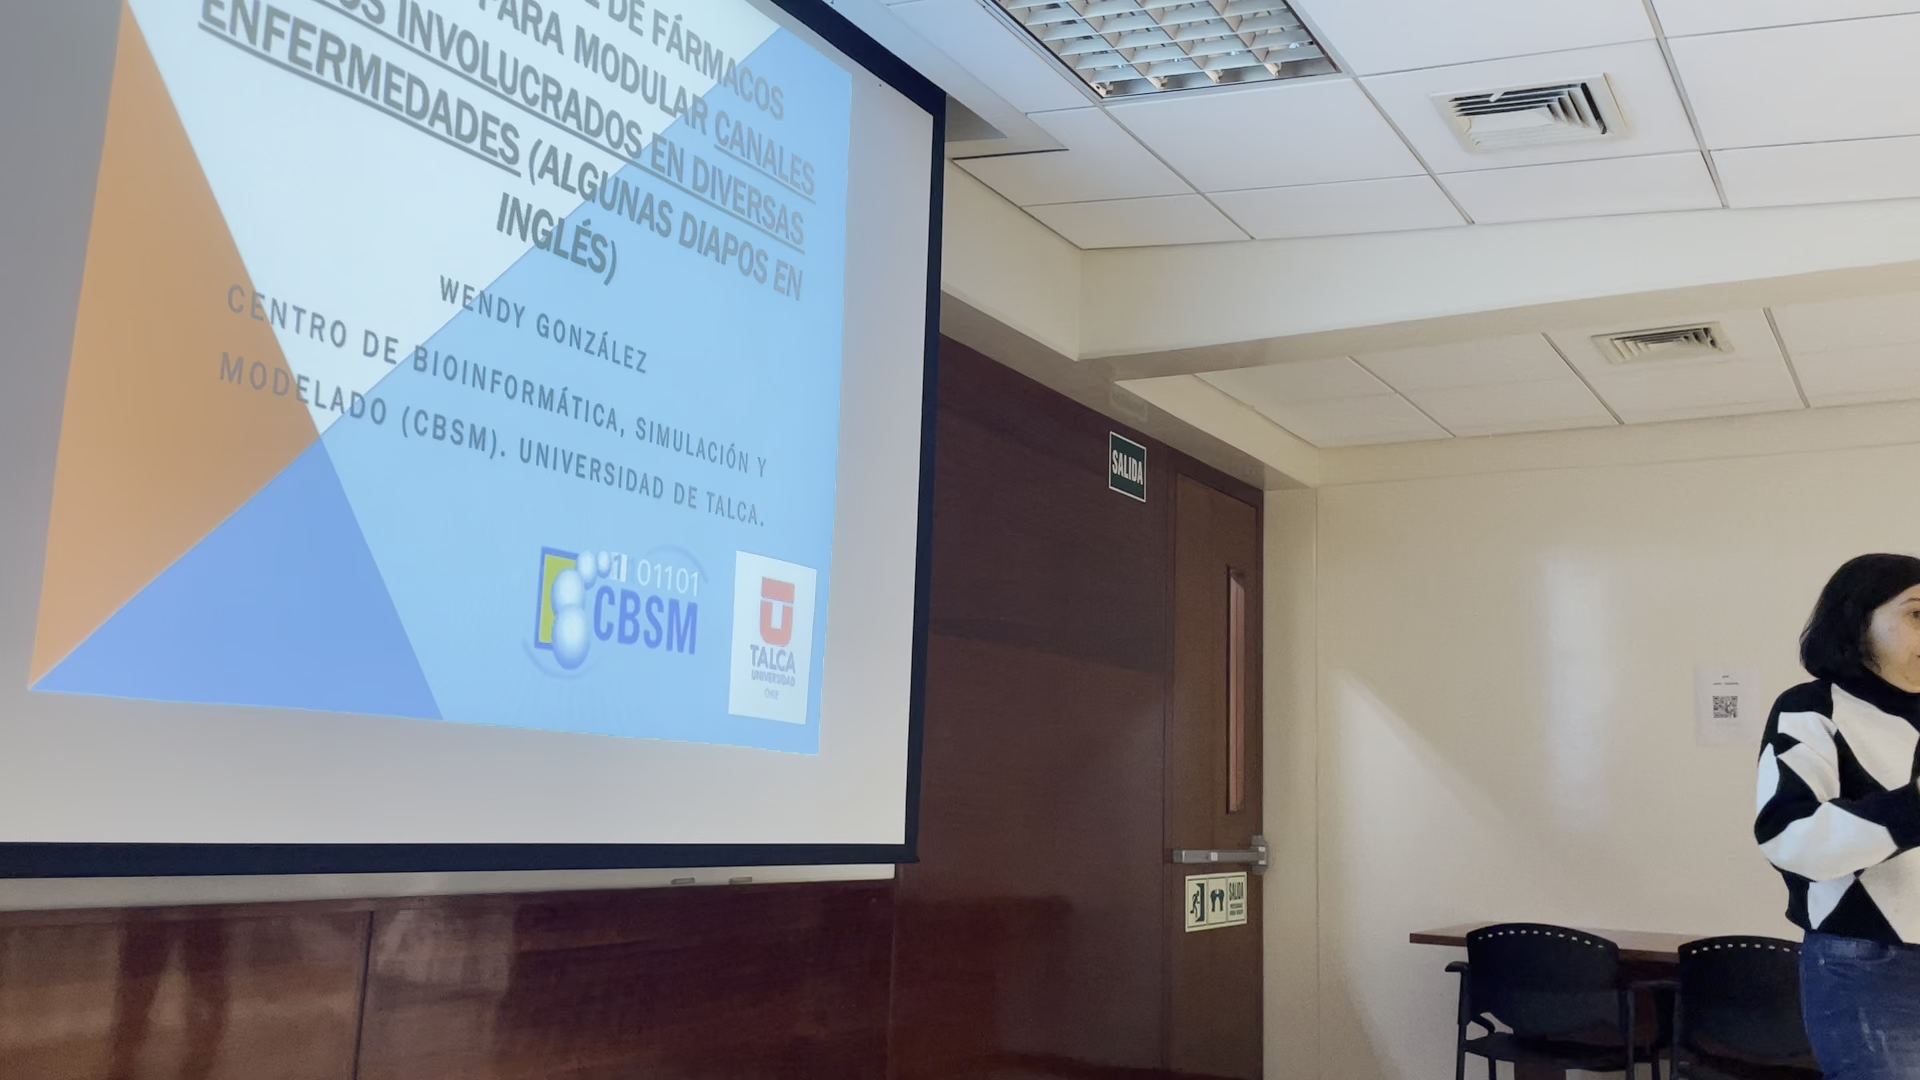 DE FÁRMACOS
PARA MODULAR CANALES
INVOLUCRADOS EN DIVERSAS
ENFERMEDADES (ALGUNAS DIAPOS EN
INGLÉS)
WENDY GONZÁLEZ
CENTRO DE BIOINFORMÁTICA, SIMULACIÓN Y
MODELADO (CBSM). UNIVERSIDAD DE TALCA.
01101
CBSM
TALCA
UNIVERSIDAD
CHILE
SALIDA
SALIDA